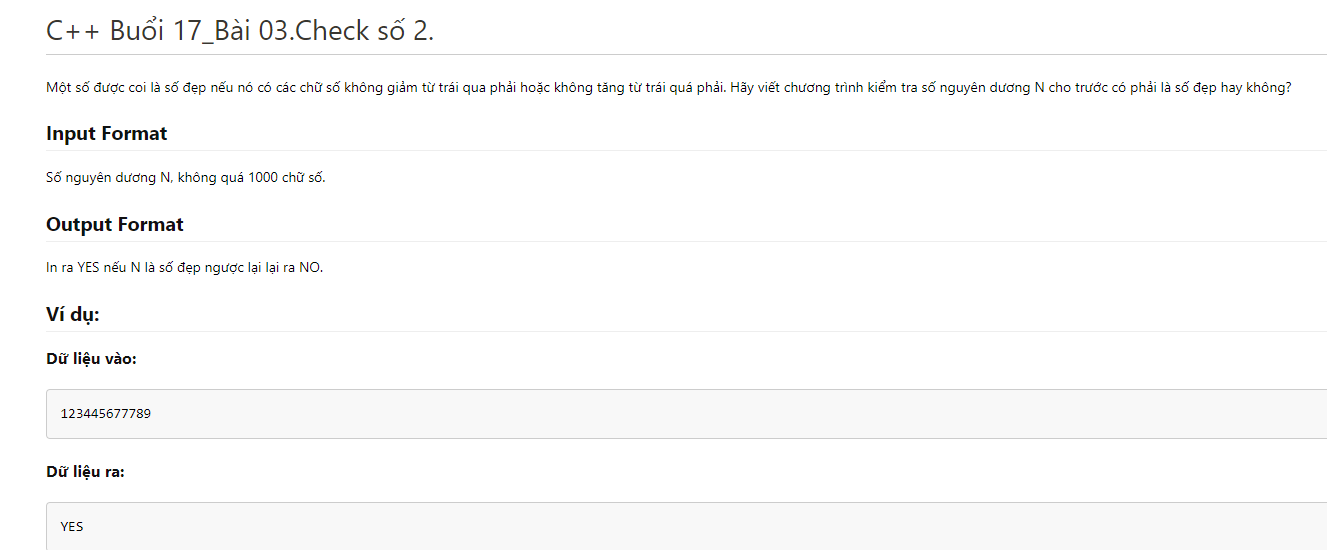 C++ Buổi 17_Bài 03.Check số 2.
Một số được coi là số đẹp nếu nó có các chữ số không giảm từ trái qua phải hoặc không tăng từ trái quá phải. Hãy viết chương trình kiểm tra số nguyên dương N cho trước có phải là số đẹp hay không?
Input Format
Số nguyên dương N, không quá 1000 chữ số.
Output Format
In ra YES nếu N là số đẹp ngược lại lại ra NO.
Ví dụ:
Dữ liệu vào:
123445677789
Dữ liệu ra:
YES